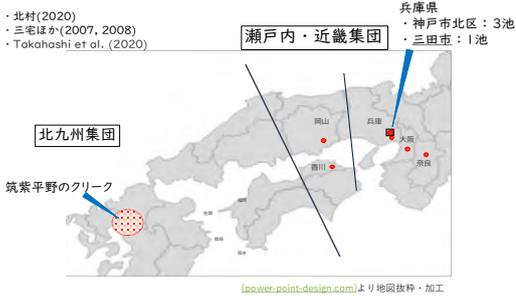 ・北村(2020)
・三宅ほか(2007, 2008)
・Takahashi et al. (2020)
兵庫県
・神戸市北区：3池
・三田市：1池
瀬戸内・近畿集団
北九州集団
筑紫平野のクリーク
岡山
兵庫
大阪
奈良
香川
(power-point-design.com)より地図抜粋・加工